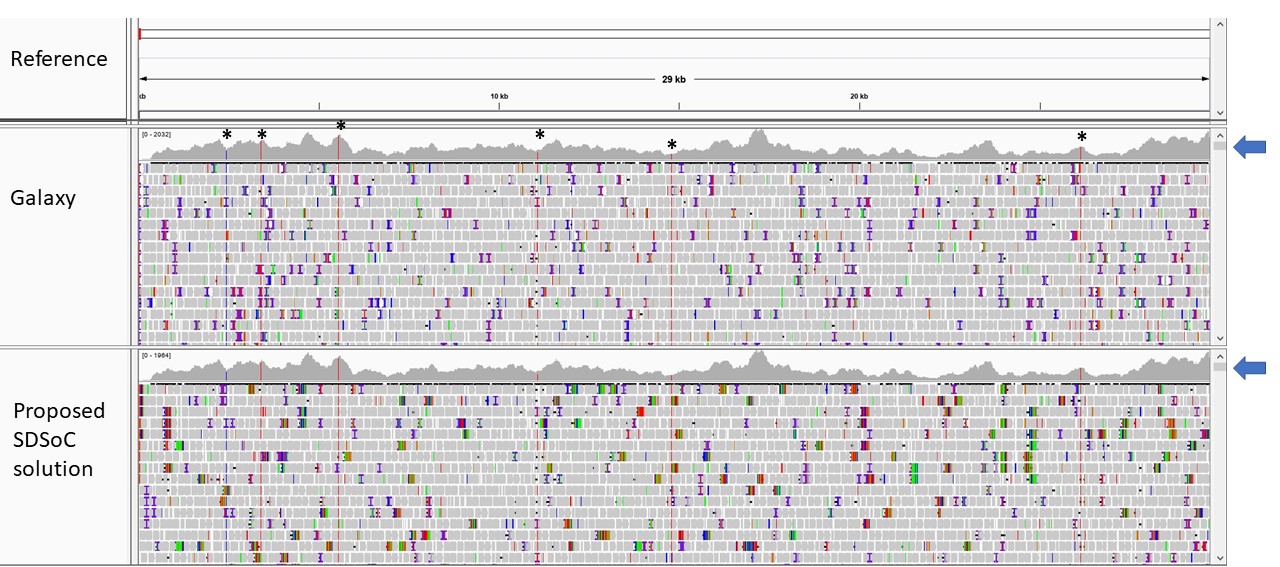 Reference
29 kb
kb
10 kb
20 kb
* * * * * *
[0 - 2032]
Galaxy
[0 - 1964]
Proposed
SDSoC
solution